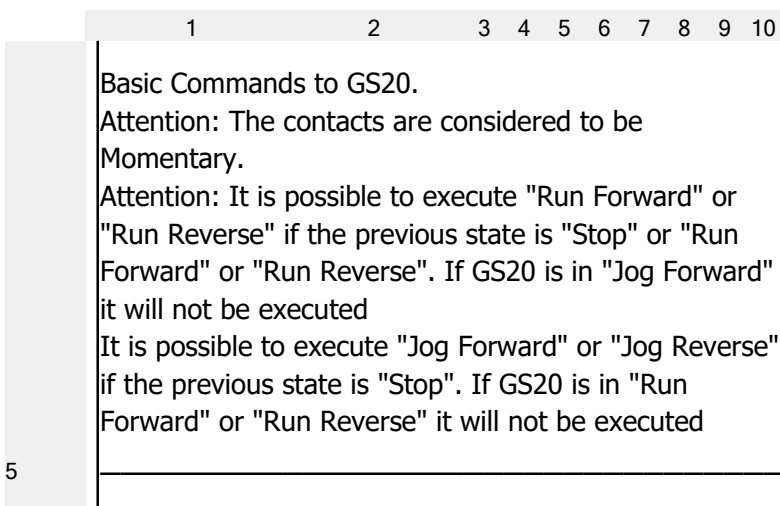 1 2 3 4 5 6 7 8 9 10
Basic Commands to GS20.
Attention: The contacts are considered to be
Momentary.
Attention: It is possible to execute "Run Forward" or
"Run Reverse" if the previous state is "Stop" or "Run
Forward" or "Run Reverse". If GS20 is in "Jog Forward"
it will not be executed
It is possible to execute "Jog Forward" or "Jog Reverse"
if the previous state is "Stop". If GS20 is in "Run
Forward" or "Run Reverse" it will not be executed
5